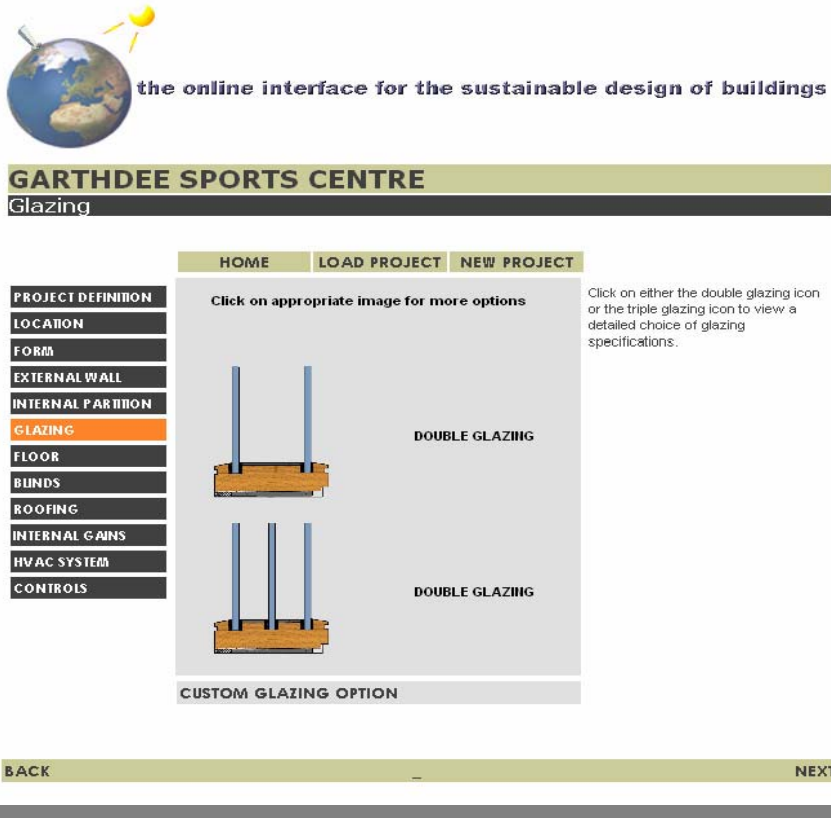 the online interface for the sustainable design of buildings
GARTHDEE SPORTS CENTRE
Glazing
HOME LOAD PROJECT NEW PROJECT
PROJECT DEFINITION
LOCATION
FORM
EXTERNAL WALL
INTERNAL PARTITION
GLAZING
FLOOR
BLINDS
ROOFING
INTERNAL GAINS
HVAC SYSTEM
CONTROLS
Click on appropriate image for more options
DOUBLE GLAZING
DOUBLE GLAZING
CUSTOM GLAZING OPTION
Click on either the double glazing icon
or the triple glazing icon to view a
detailed choice of glazing
specifications.
BACK _ NEXT